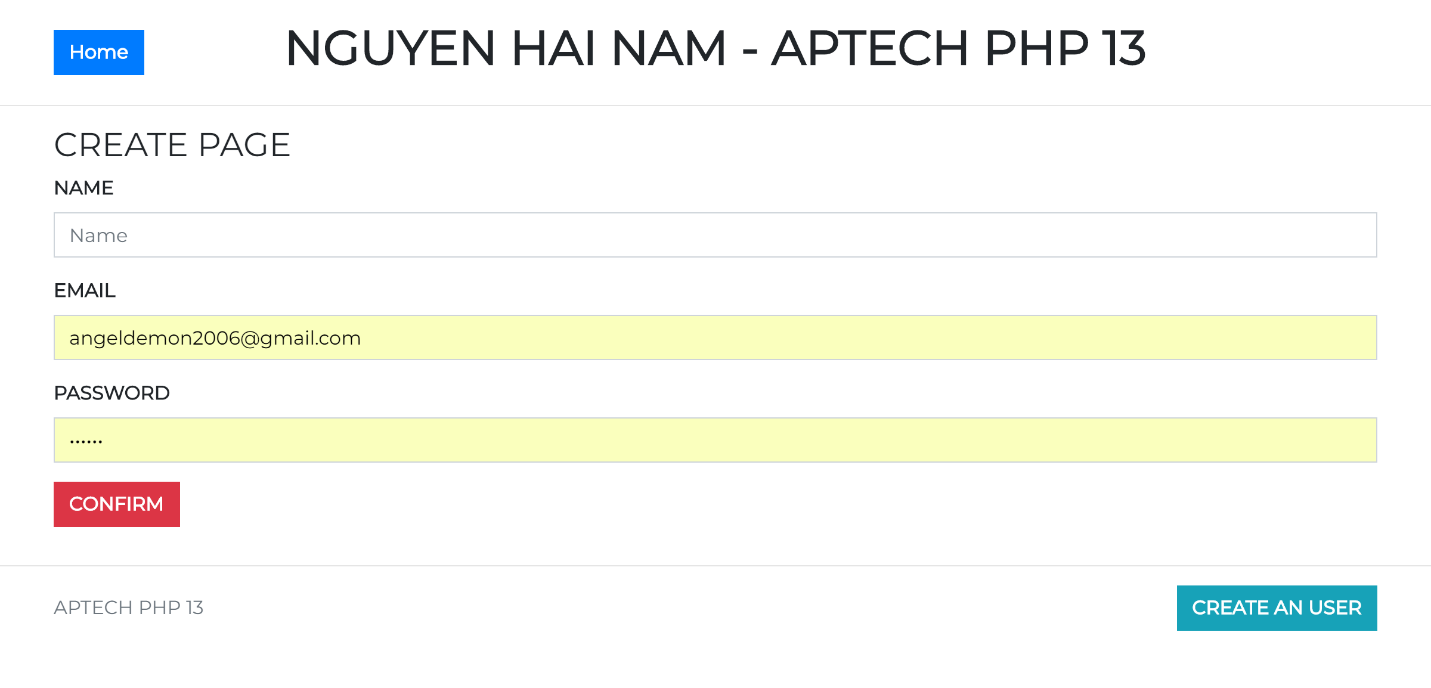 Home
NGUYEN HAI NAM - APTECH PHP 13
CREATE PAGE
NAME
Name
EMAIL
angeldemon2006@gmail.com
PASSWORD
••••••
CONFIRM
APTECH PHP 13
CREATE AN USER